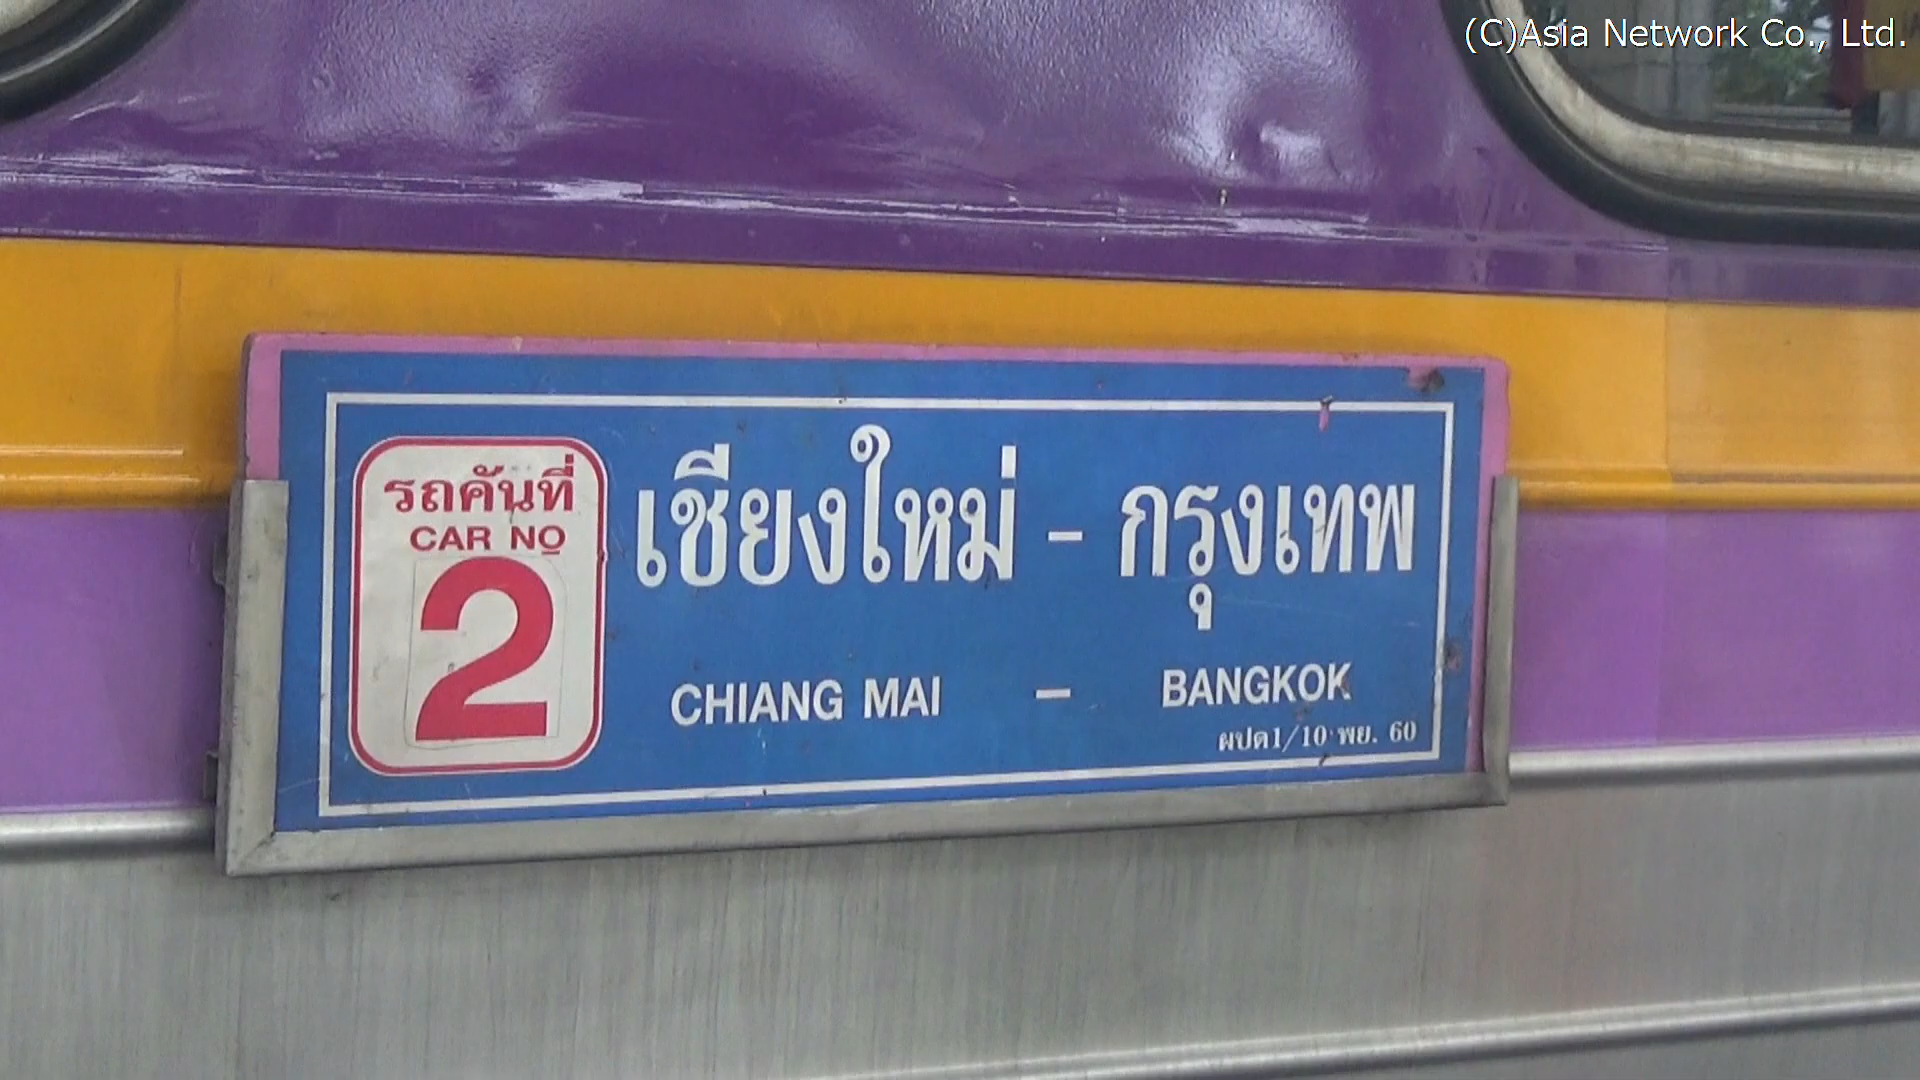 (C)Asia Network Co., Ltd.
รถคันที่
CAR NO
2
เชียงใหม่ - กรุงเทพ
CHIANG MAI - BANGKOK
ผปด1/10 พย. 60